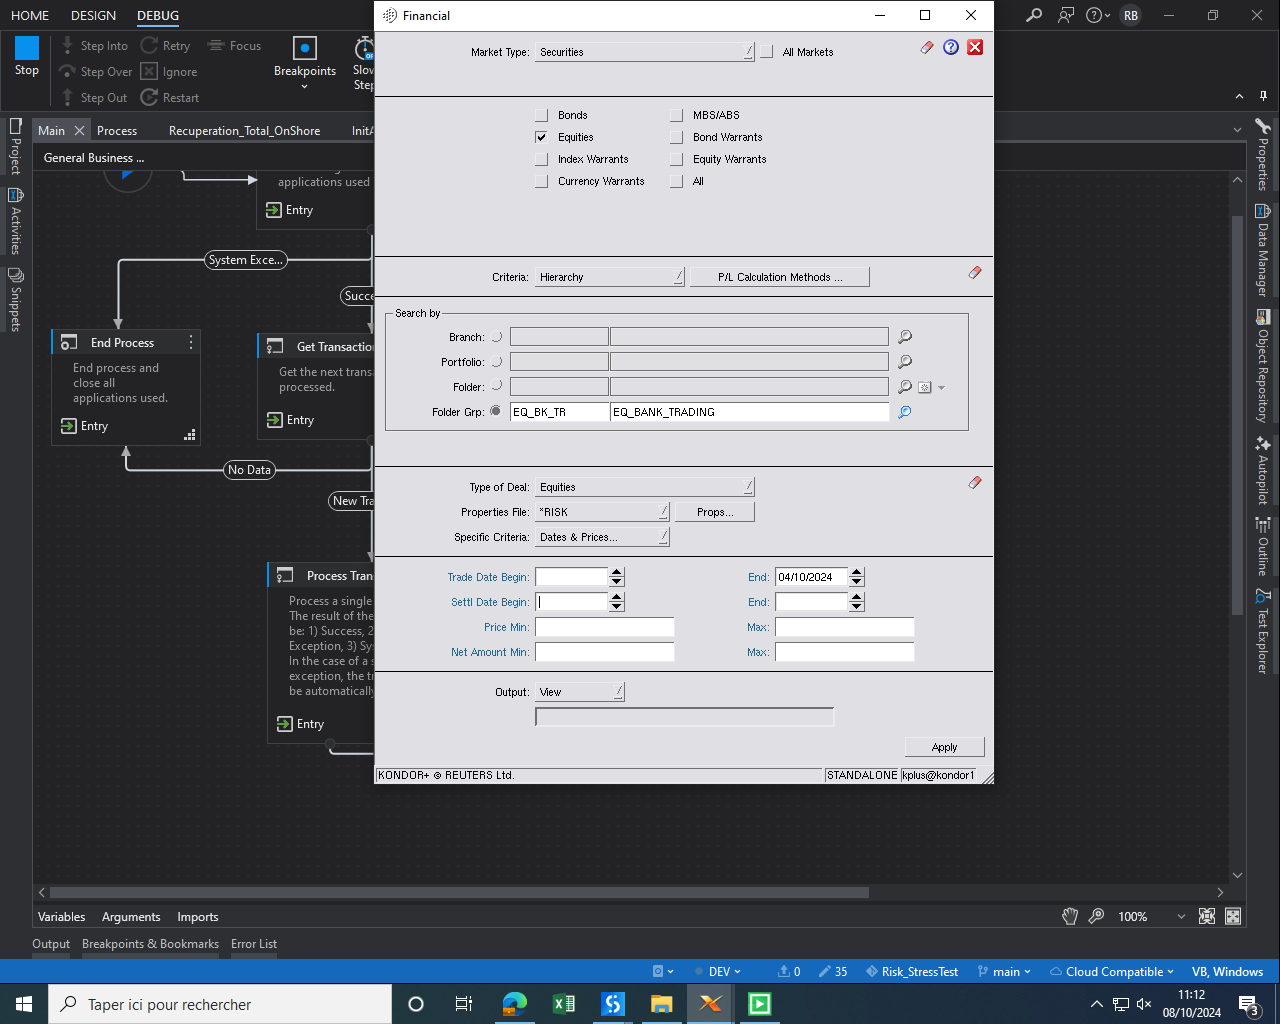 HOME DESIGN DEBUG
RB
Stop
Step Into Retry Focus
Step Over Ignore
Step Out Restart
Breakpoints
Slow
Step
Main Process Recuperation_Total_OnShore
General Business ...
Project
Activities
Snippets
applications used
Entry
System Exce...
End Process
End process and
close all
applications used.
Entry
Get Transaction
Get the next trans
processed.
Entry
No Data
New Tra
Process Tran
Process a single
The result of the
be: 1) Success, 2
Exception, 3) Sy
In the case of a s
exception, the tr
be automatically
Entry
Financial
Market Type: Securities All Markets
Bonds MBS/ABS
Equities Bond Warrants
Index Warrants Equity Warrants
Currency Warrants All
Criteria: Hierarchy P/L Calculation Methods ...
Search by
Branch:
Portfolio:
Folder:
Folder Grp: EQ_BK_TR EQ_BANK_TRADING
Type of Deal: Equities
Properties File: *RISK Props...
Specific Criteria: Dates & Prices...
Trade Date Begin: End: 04/10/2024
Settl Date Begin: End:
Price Min: Max:
Net Amount Min: Max:
Output: View
Apply
KONDOR+ © REUTERS Ltd. STANDALONE kplus@kondor1
Properties
Data Manager
Object Repository
Autopilot
Outline
Test Explorer
Variables Arguments Imports
100%
Output Breakpoints & Bookmarks Error List
DEV 0 35 Risk_StressTest main Cloud Compatible VB, Windows
Taper ici pour rechercher
11:12
08/10/2024
3